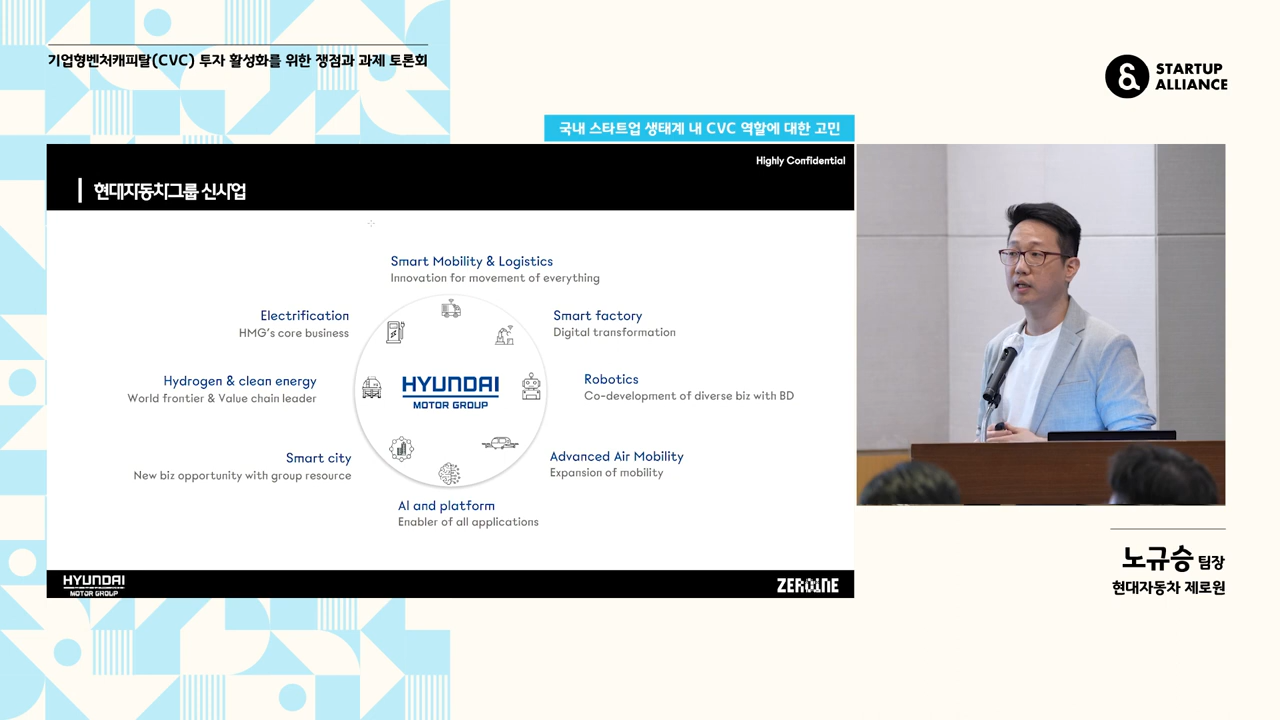 기업형벤처캐피탈(CVC) 투자 활성화를 위한 쟁점과 과제 토론회
STARTUP
ALLIANCE
국내 스타트업 생태계 내 CVC 역할에 대한 고민
Highly Confidential
현대자동차그룹 신사업
Smart Mobility & Logistics
Innovation for movement of everything
Electrification
HMG's core business
Smart factory
Digital transformation
Hydrogen & clean energy
World frontier & Value chain leader
HYUNDAI
MOTOR GROUP
Robotics
Co-development of diverse biz with BD
Smart city
New biz opportunity with group resource
Advanced Air Mobility
Expansion of mobility
AI and platform
Enabler of all applications
HYUNDAI
MOTOR GROUP
ZER01NE
노규승 팀장
현대자동차 제로원